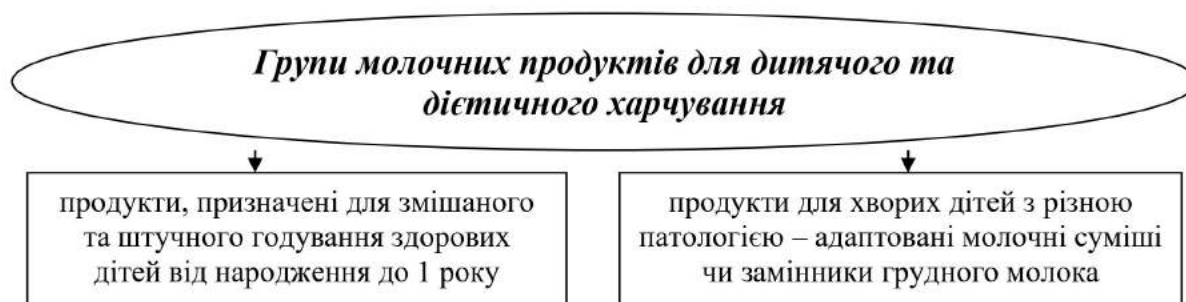 Групи молочних продуктів для дитячого та
дієтичного харчування
продукти, призначені для змішаного
та штучного годування здорових
дітей від народження до 1 року
продукти для хворих дітей з різною
патологією – адаптовані молочні суміші
чи замінники грудного молока